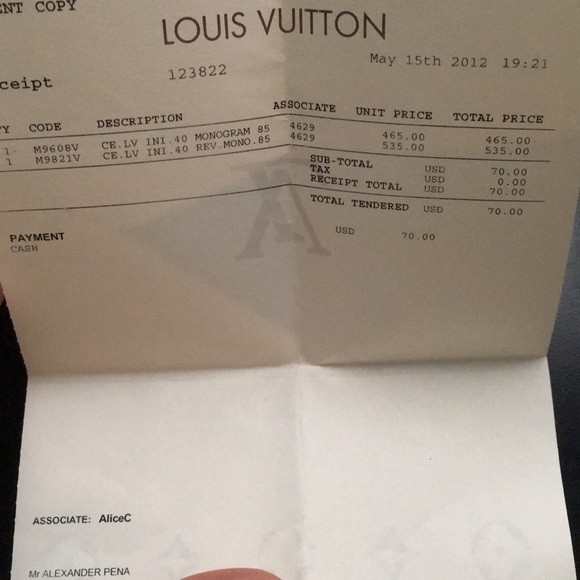 ENT COPY
LOUIS VUITTON
May 15th 2012 19:21
ceipt
123822
Y CODE DESCRIPTION ASSOCIATE UNIT PRICE TOTAL PRICE
1- M9608V CE.LV INI.40 MONOGRAM 85 4629 465.00 465.00
1 M9821V CE.LV INI.40 REV.MONO.85 4629 535.00 535.00
SUB-TOTAL USD 70.00
TAX USD 0.00
RECEIPT TOTAL USD 70.00
TOTAL TENDERED USD 70.00
PAYMENT
CASH USD 70.00
ASSOCIATE: AliceC
Mr ALEXANDER PENA